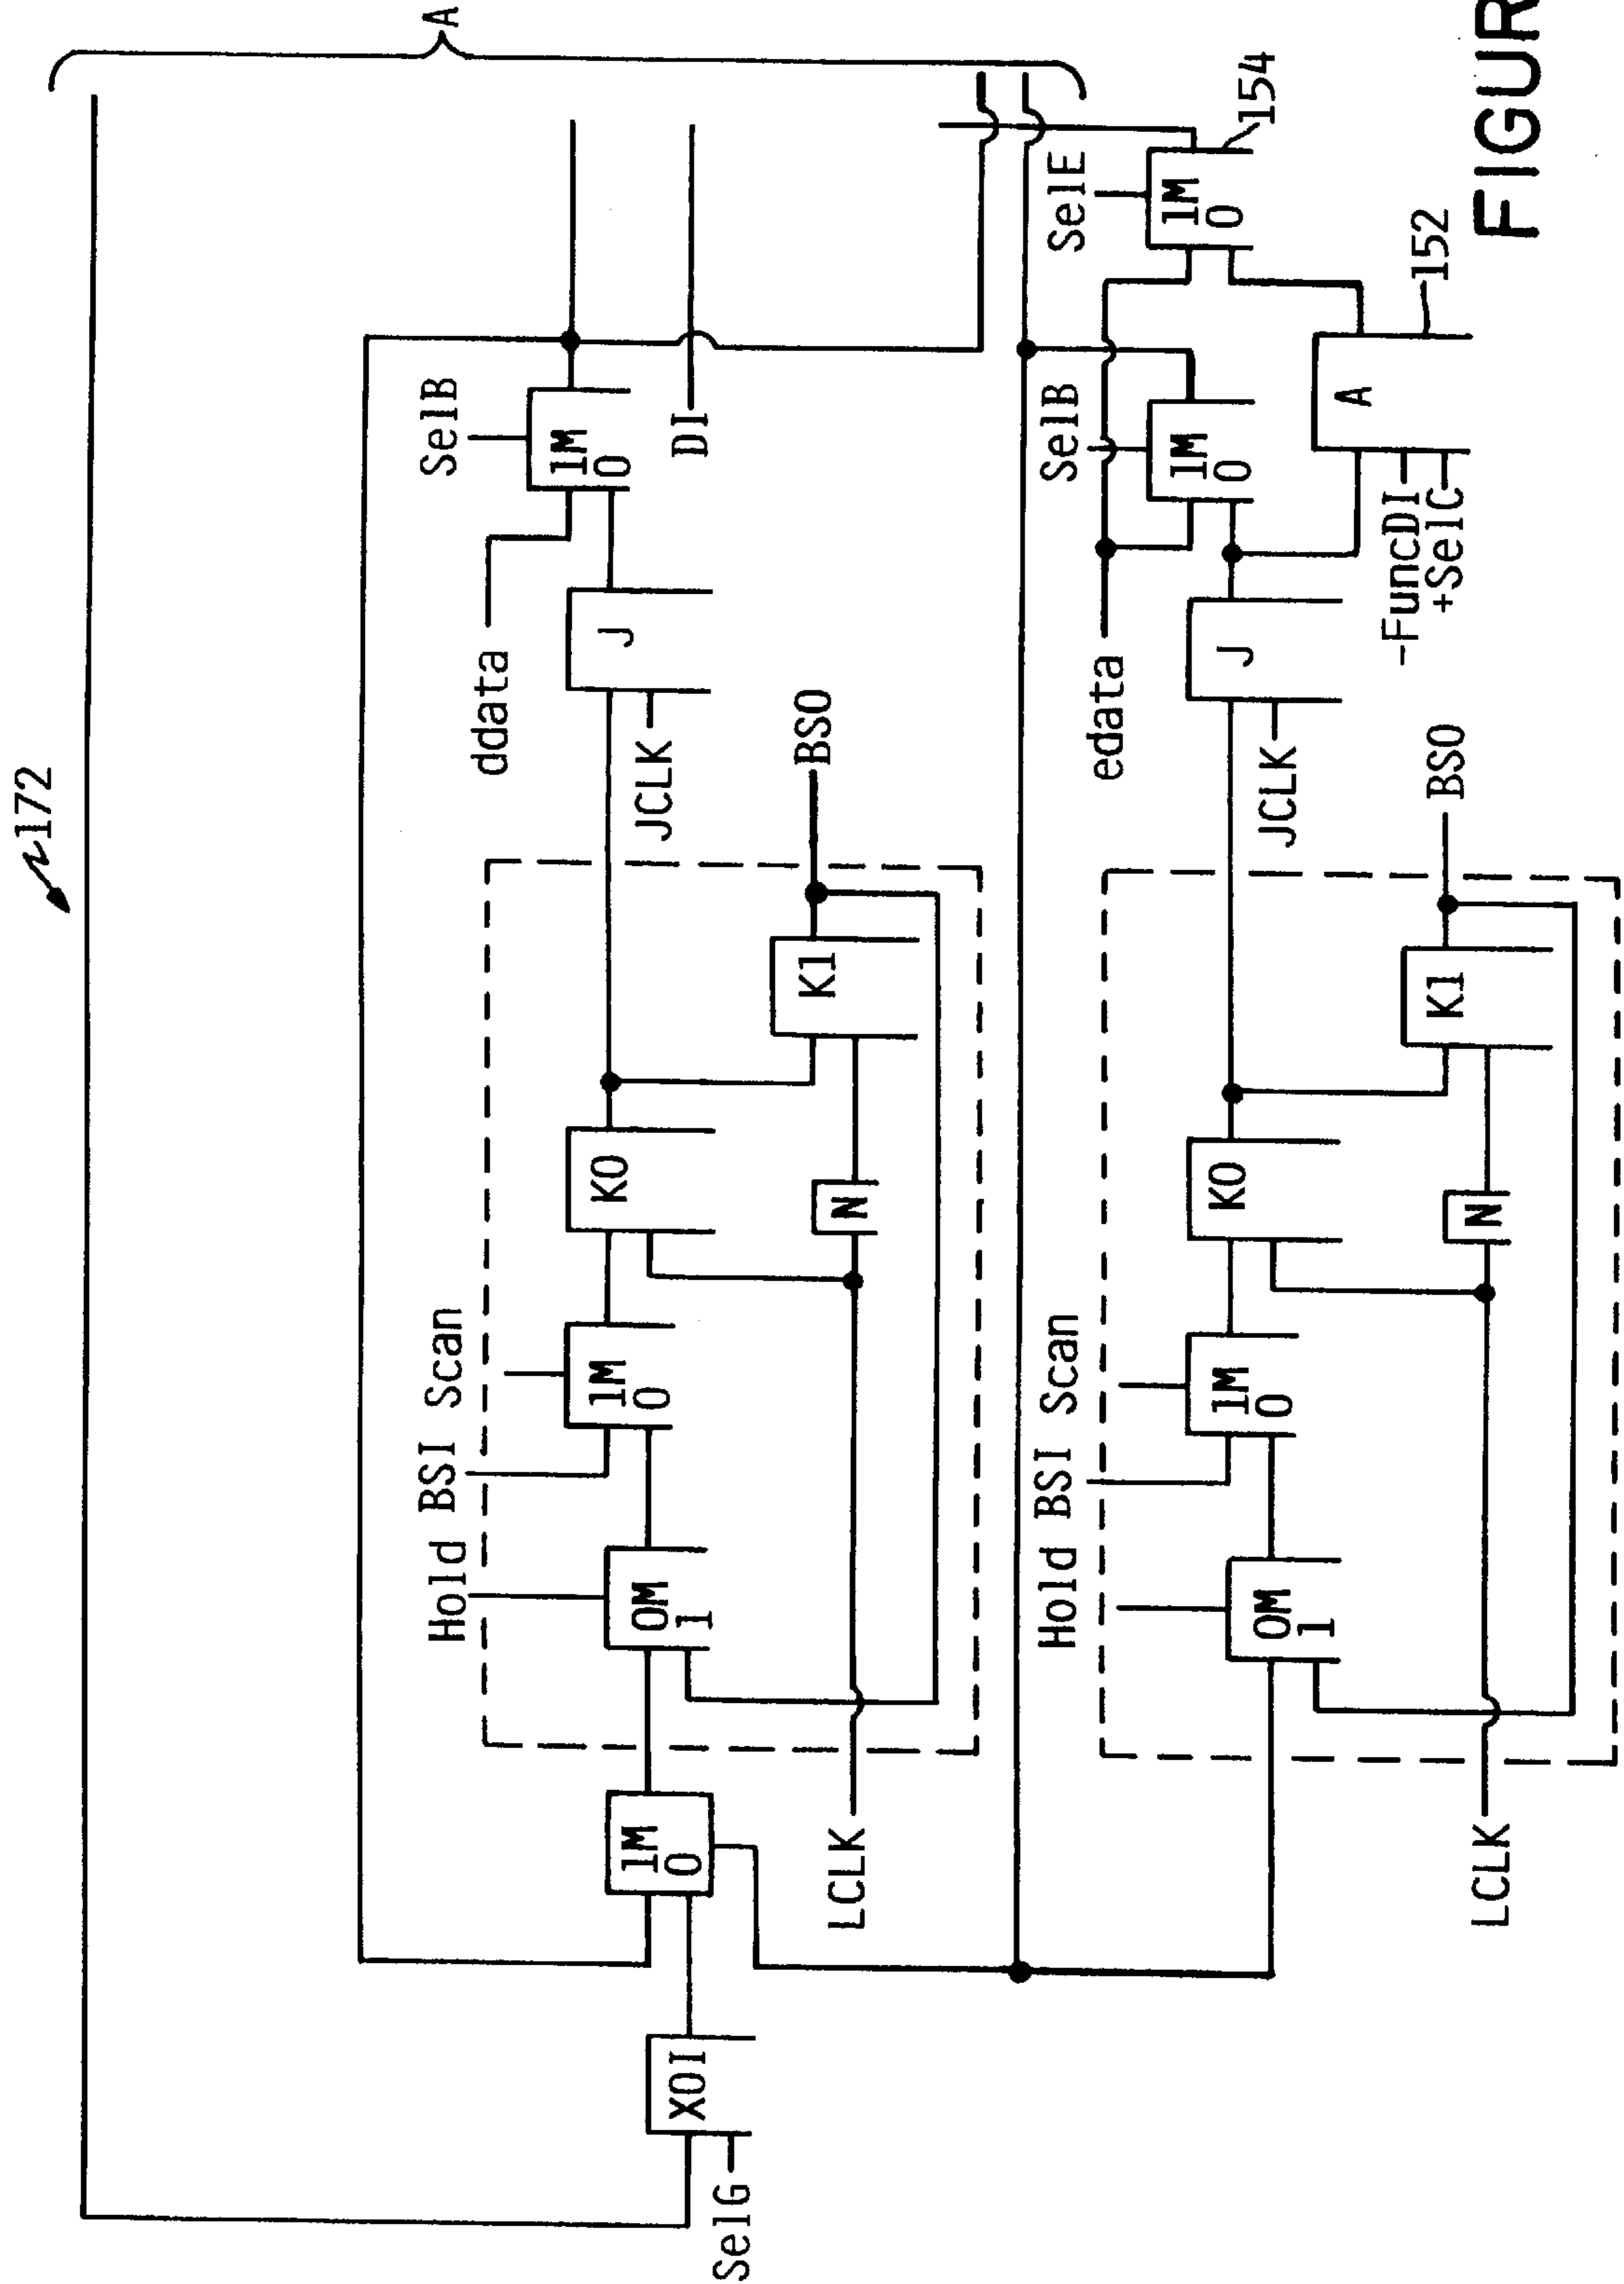 172
A
SelB
ddata
1M
0
J
JCLK
DI
BSO
Hold BSI Scan
0M
1
1M
0
K0
K1
N
1M
0
LCLK
XOI
SelG
SelB
SelE
edata
1M
0
1M
0
154
J
JCLK
A
152
-FuncDI
+SelC
BSO
Hold BSI Scan
0M
1
1M
0
K0
K1
N
LCLK
FIGUR